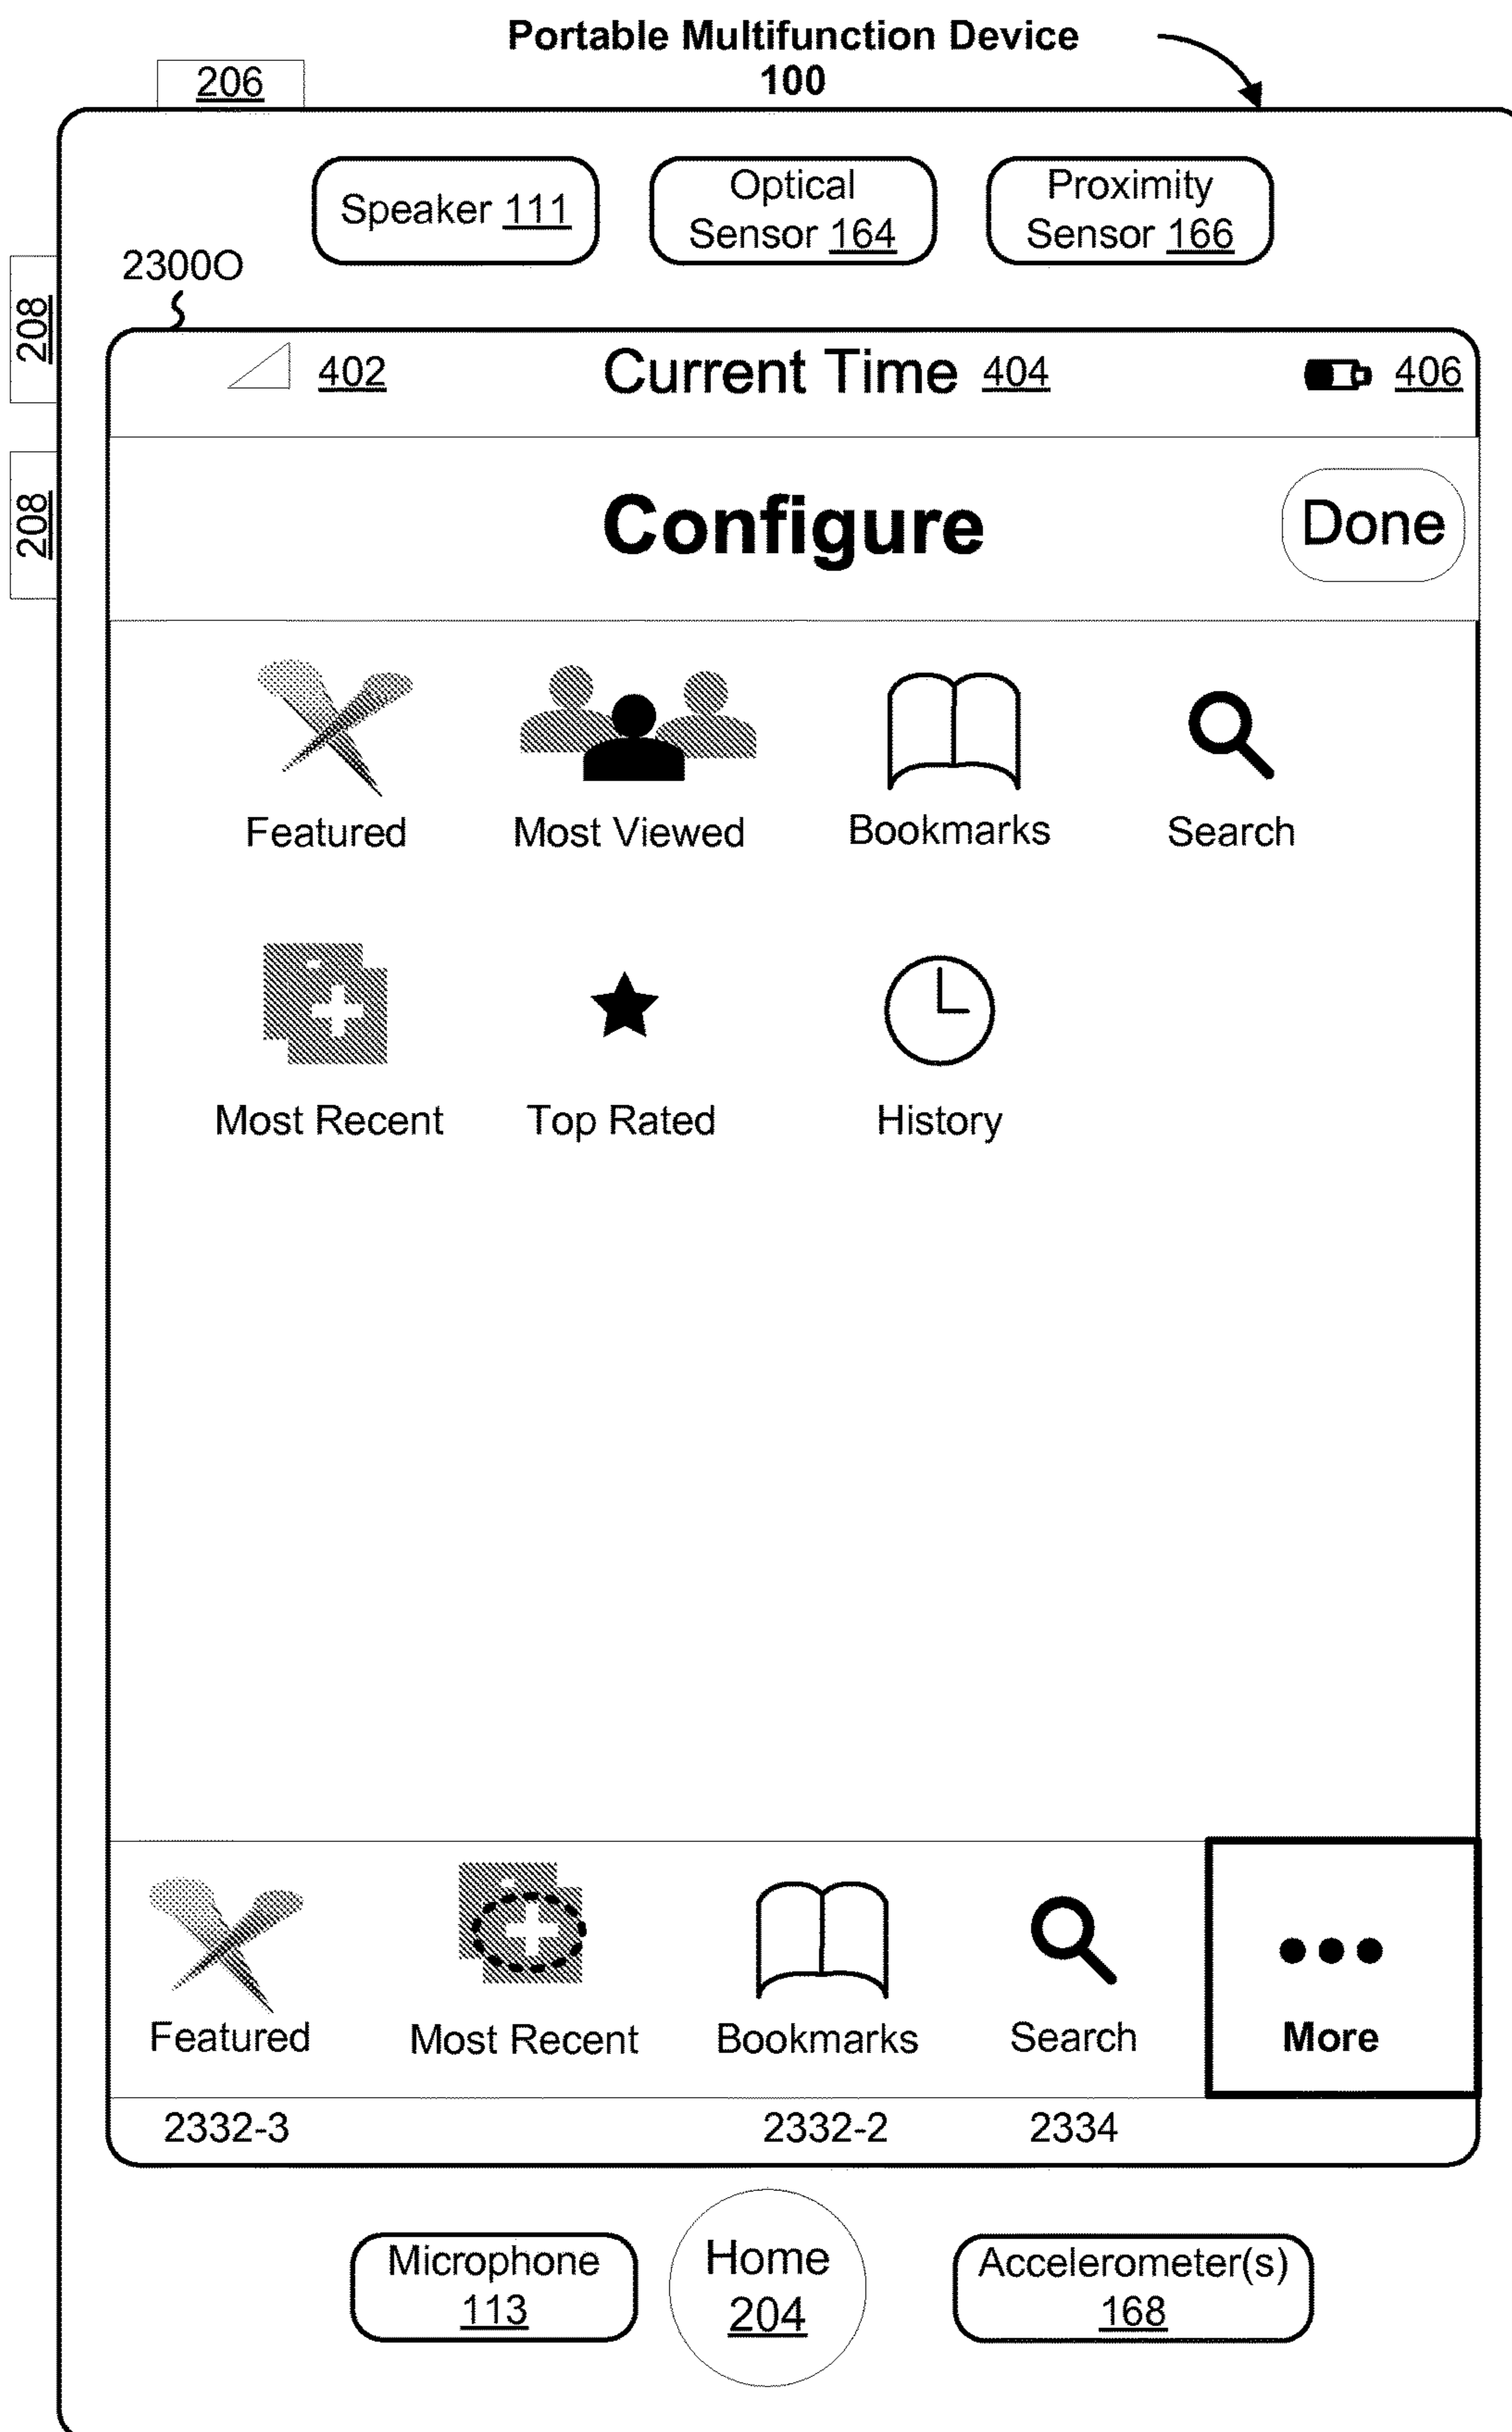 Portable Multifunction Device
100
206
Speaker 111
Optical
Sensor 164
Proximity
Sensor 166
2300O
208
208
402
Current Time 404
406
Configure
Done
Featured
Most Viewed
Bookmarks
Search
Most Recent
Top Rated
History
Featured
Most Recent
Bookmarks
Search
More
2332-3
2332-2
2334
Microphone
113
Home
204
Accelerometer(s)
168